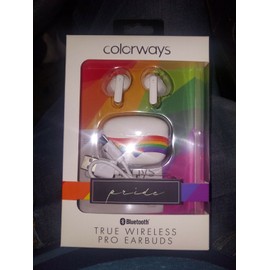 colorways
pride
Bluetooth®
TRUE WIRELESS
PRO EARBUDS